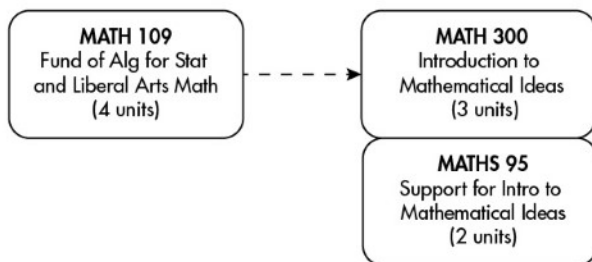 MATH 109
Fund of Alg for Stat
and Liberal Arts Math
(4 units)
MATH 300
Introduction to
Mathematical Ideas
(3 units)
MATHS 95
Support for Intro to
Mathematical Ideas
(2 units)